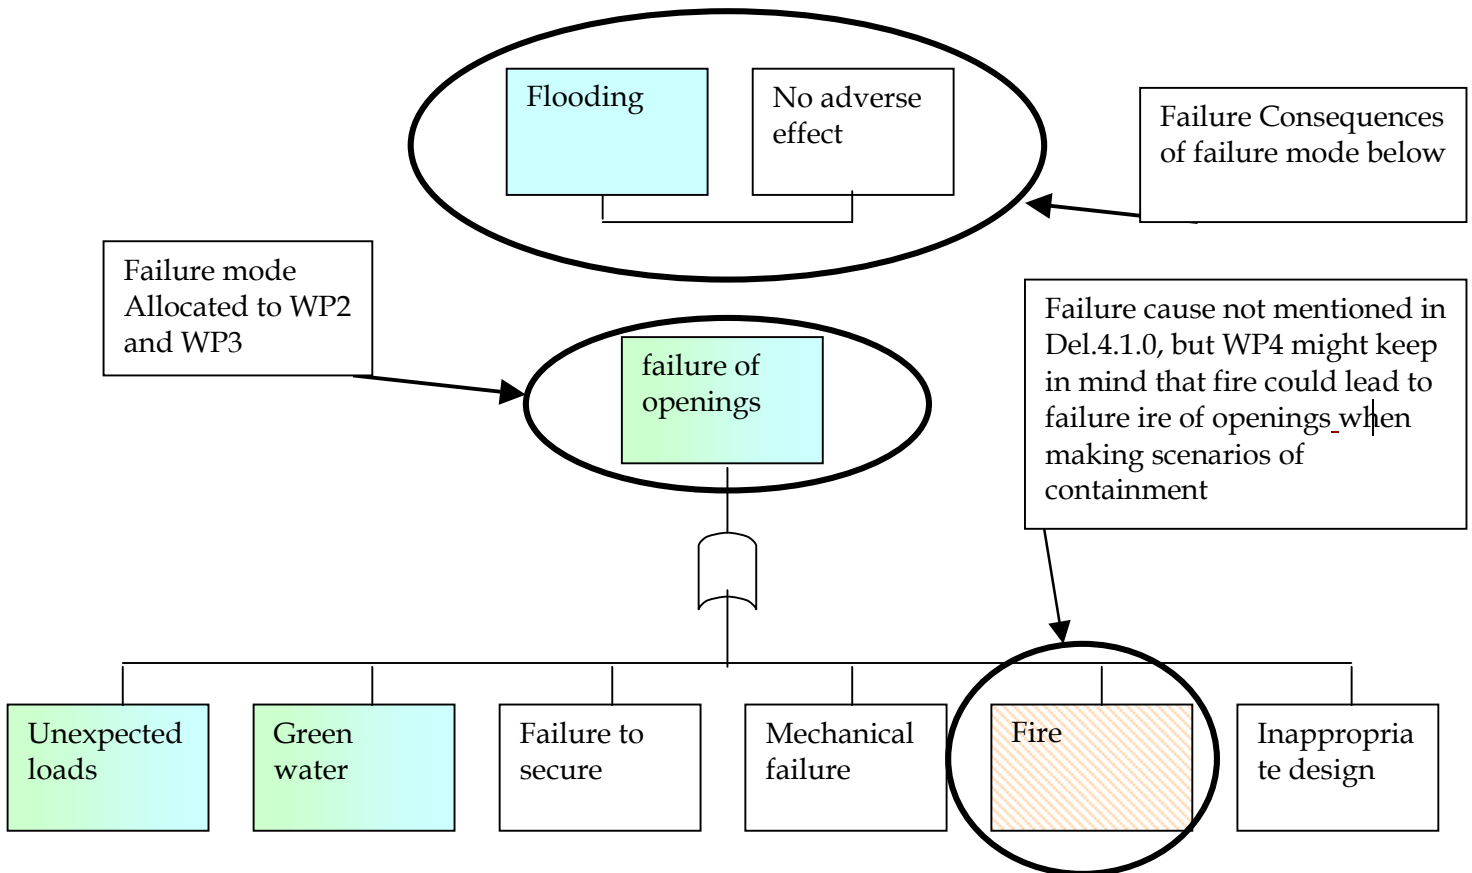 Flooding
No adverse
effect
Failure Consequences
of failure mode below
Failure mode
Allocated to WP2
and WP3
failure of
openings
Failure cause not mentioned in
Del.4.1.0, but WP4 might keep
in mind that fire could lead to
failure ire of openings when
making scenarios of
containment
Unexpected
loads
Green
water
Failure to
secure
Mechanical
failure
Fire
Inappropria
te design